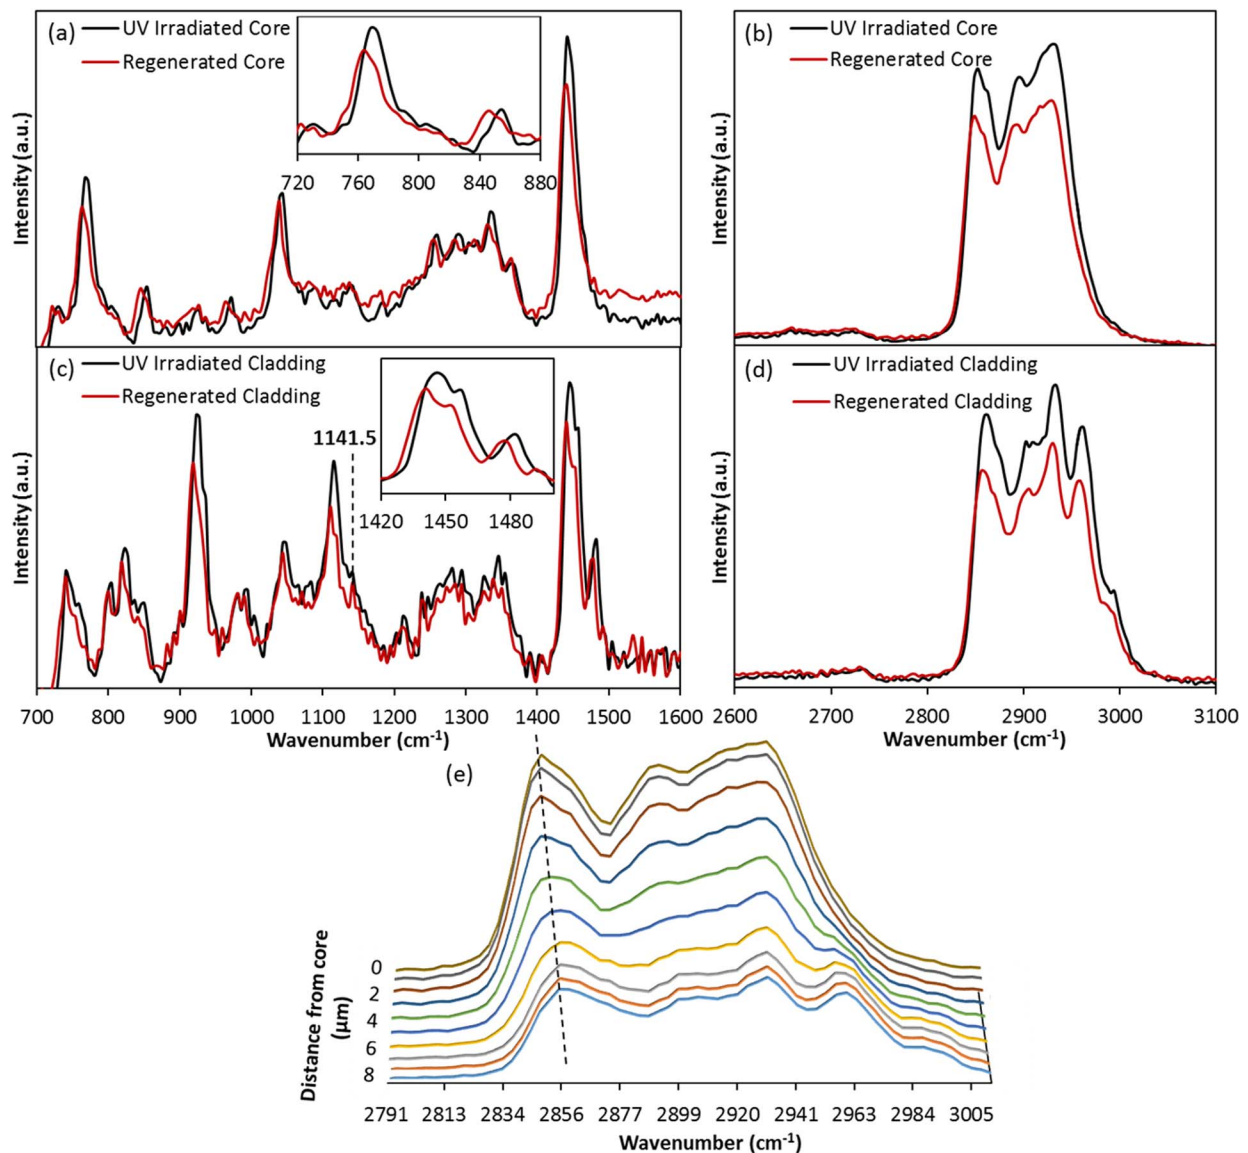 (a)
UV Irradiated Core
Regenerated Core
720 760 800 840 880
Intensity (a.u.)
(b)
UV Irradiated Core
Regenerated Core
Intensity (a.u.)
(c)
UV Irradiated Cladding
Regenerated Cladding
1141.5
1420 1450 1480
Intensity (a.u.)
700 800 900 1000 1100 1200 1300 1400 1500 1600
Wavenumber (cm-1)
(d)
UV Irradiated Cladding
Regenerated Cladding
Intensity (a.u.)
2600 2700 2800 2900 3000 3100
Wavenumber (cm-1)
(e)
Distance from core
(μm)
0
2
4
6
8
2791 2813 2834 2856 2877 2899 2920 2941 2963 2984 3005
Wavenumber (cm-1)